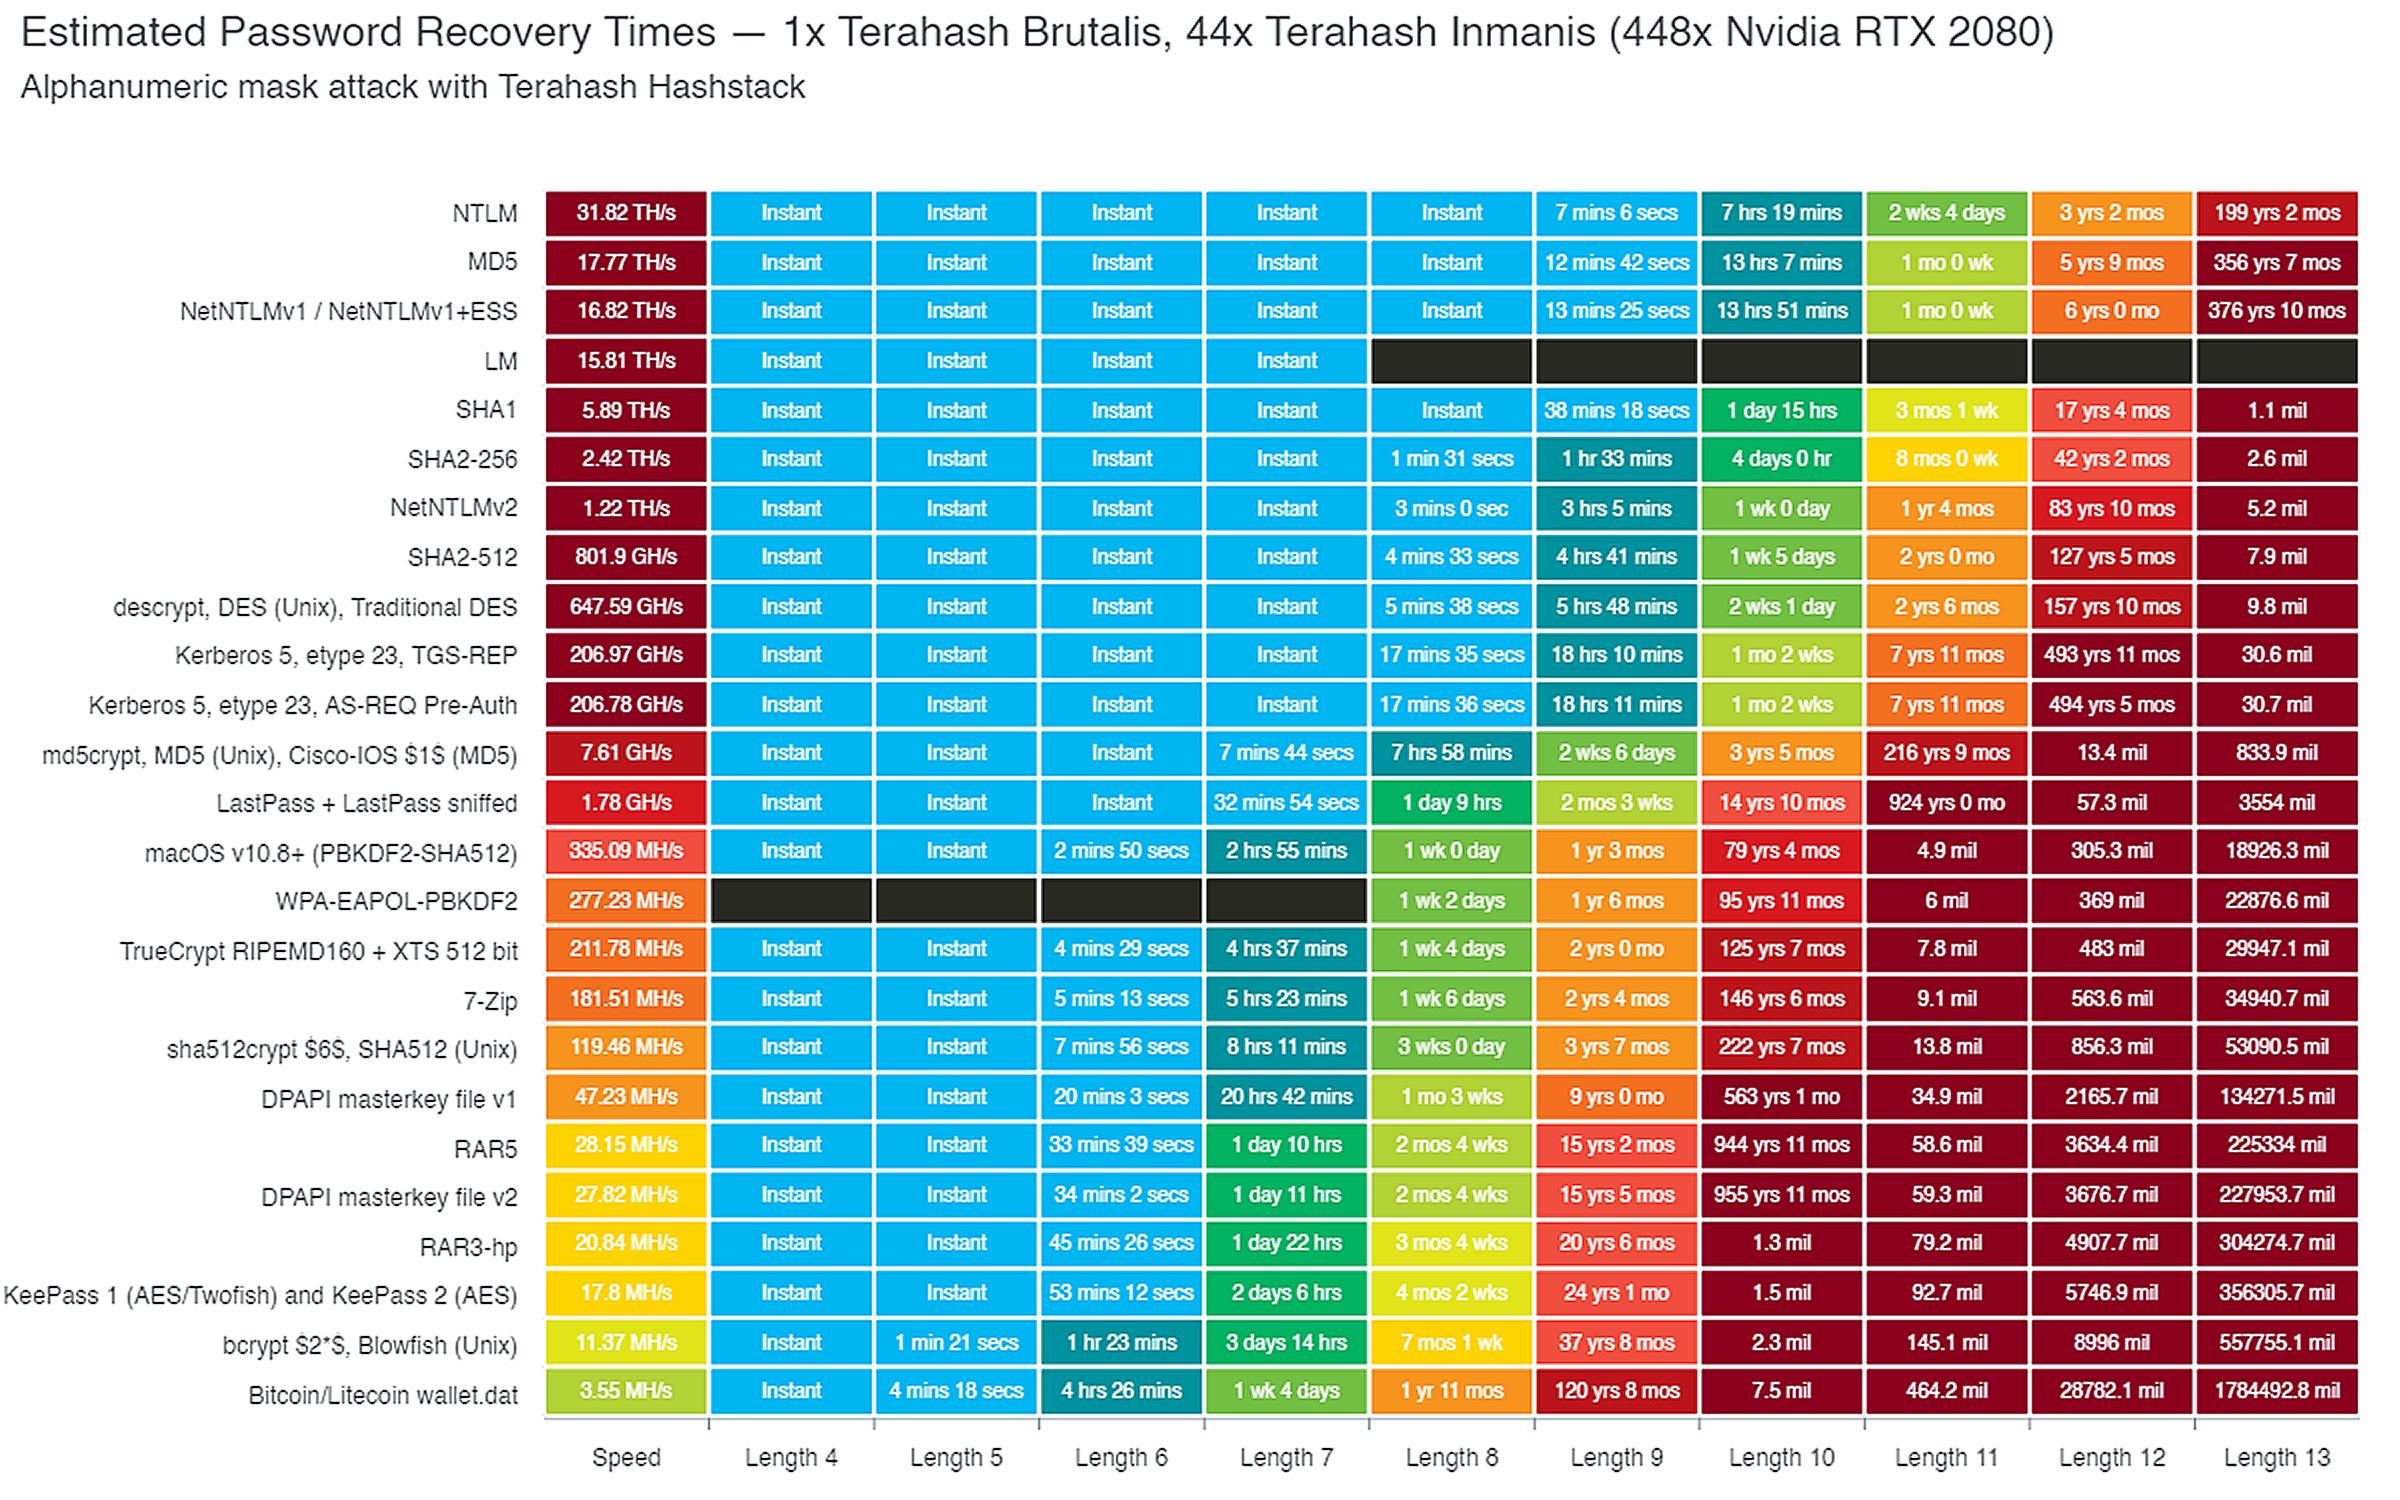 Estimated Password Recovery Times — 1x Terahash Brutalis, 44x Terahash Inmanis (448x Nvidia RTX 2080)
Alphanumeric mask attack with Terahash Hashstack
NTLM 31.82 TH/s Instant Instant Instant Instant Instant 7 mins 6 secs 7 hrs 19 mins 2 wks 4 days 3 yrs 2 mos 199 yrs 2 mos
MD5 17.77 TH/s Instant Instant Instant Instant Instant 12 mins 42 secs 13 hrs 7 mins 1 mo 0 wk 5 yrs 9 mos 356 yrs 7 mos
NetNTLMv1 / NetNTLMv1+ESS 16.82 TH/s Instant Instant Instant Instant Instant 13 mins 25 secs 13 hrs 51 mins 1 mo 0 wk 6 yrs 0 mo 376 yrs 10 mos
LM 15.81 TH/s Instant Instant Instant Instant
SHA1 5.89 TH/s Instant Instant Instant Instant Instant 38 mins 18 secs 1 day 15 hrs 3 mos 1 wk 17 yrs 4 mos 1.1 mil
SHA2-256 2.42 TH/s Instant Instant Instant Instant 1 min 31 secs 1 hr 33 mins 4 days 0 hr 8 mos 0 wk 42 yrs 2 mos 2.6 mil
NetNTLMv2 1.22 TH/s Instant Instant Instant Instant 3 mins 0 sec 3 hrs 5 mins 1 wk 0 day 1 yr 4 mos 83 yrs 10 mos 5.2 mil
SHA2-512 801.9 GH/s Instant Instant Instant Instant 4 mins 33 secs 4 hrs 41 mins 1 wk 5 days 2 yrs 0 mo 127 yrs 5 mos 7.9 mil
descrypt, DES (Unix), Traditional DES 647.59 GH/s Instant Instant Instant Instant 5 mins 38 secs 5 hrs 48 mins 2 wks 1 day 2 yrs 6 mos 157 yrs 10 mos 9.8 mil
Kerberos 5, etype 23, TGS-REP 206.97 GH/s Instant Instant Instant Instant 17 mins 35 secs 18 hrs 10 mins 1 mo 2 wks 7 yrs 11 mos 493 yrs 11 mos 30.6 mil
Kerberos 5, etype 23, AS-REQ Pre-Auth 206.78 GH/s Instant Instant Instant Instant 17 mins 36 secs 18 hrs 11 mins 1 mo 2 wks 7 yrs 11 mos 494 yrs 5 mos 30.7 mil
md5crypt, MD5 (Unix), Cisco-IOS $1$ (MD5) 7.61 GH/s Instant Instant Instant 7 mins 44 secs 7 hrs 58 mins 2 wks 6 days 3 yrs 5 mos 216 yrs 9 mos 13.4 mil 833.9 mil
LastPass + LastPass sniffed 1.78 GH/s Instant Instant Instant 32 mins 54 secs 1 day 9 hrs 2 mos 3 wks 14 yrs 10 mos 924 yrs 0 mo 57.3 mil 3554 mil
macOS v10.8+ (PBKDF2-SHA512) 335.09 MH/s Instant Instant 2 mins 50 secs 2 hrs 55 mins 1 wk 0 day 1 yr 3 mos 79 yrs 4 mos 4.9 mil 305.3 mil 18926.3 mil
WPA-EAPOL-PBKDF2 277.23 MH/s 1 wk 2 days 1 yr 6 mos 95 yrs 11 mos 6 mil 369 mil 22876.6 mil
TrueCrypt RIPEMD160 + XTS 512 bit 211.78 MH/s Instant Instant 4 mins 29 secs 4 hrs 37 mins 1 wk 4 days 2 yrs 0 mo 125 yrs 7 mos 7.8 mil 483 mil 29947.1 mil
7-Zip 181.51 MH/s Instant Instant 5 mins 13 secs 5 hrs 23 mins 1 wk 6 days 2 yrs 4 mos 146 yrs 6 mos 9.1 mil 563.6 mil 34940.7 mil
sha512crypt $6$, SHA512 (Unix) 119.46 MH/s Instant Instant 7 mins 56 secs 8 hrs 11 mins 3 wks 0 day 3 yrs 7 mos 222 yrs 7 mos 13.8 mil 856.3 mil 53090.5 mil
DPAPI masterkey file v1 47.23 MH/s Instant Instant 20 mins 3 secs 20 hrs 42 mins 1 mo 3 wks 9 yrs 0 mo 563 yrs 1 mo 34.9 mil 2165.7 mil 134271.5 mil
RAR5 28.15 MH/s Instant Instant 33 mins 39 secs 1 day 10 hrs 2 mos 4 wks 15 yrs 2 mos 944 yrs 11 mos 58.6 mil 3634.4 mil 225334 mil
DPAPI masterkey file v2 27.82 MH/s Instant Instant 34 mins 2 secs 1 day 11 hrs 2 mos 4 wks 15 yrs 5 mos 955 yrs 11 mos 59.3 mil 3676.7 mil 227953.7 mil
RAR3-hp 20.84 MH/s Instant Instant 45 mins 26 secs 1 day 22 hrs 3 mos 4 wks 20 yrs 6 mos 1.3 mil 79.2 mil 4907.7 mil 304274.7 mil
KeePass 1 (AES/Twofish) and KeePass 2 (AES) 17.8 MH/s Instant Instant 53 mins 12 secs 2 days 6 hrs 4 mos 2 wks 24 yrs 1 mo 1.5 mil 92.7 mil 5746.9 mil 356305.7 mil
bcrypt $2*$, Blowfish (Unix) 11.37 MH/s Instant 1 min 21 secs 1 hr 23 mins 3 days 14 hrs 7 mos 1 wk 37 yrs 8 mos 2.3 mil 145.1 mil 8996 mil 557755.1 mil
Bitcoin/Litecoin wallet.dat 3.55 MH/s Instant 4 mins 18 secs 4 hrs 26 mins 1 wk 4 days 1 yr 11 mos 120 yrs 8 mos 7.5 mil 464.2 mil 28782.1 mil 1784492.8 mil
Speed Length 4 Length 5 Length 6 Length 7 Length 8 Length 9 Length 10 Length 11 Length 12 Length 13